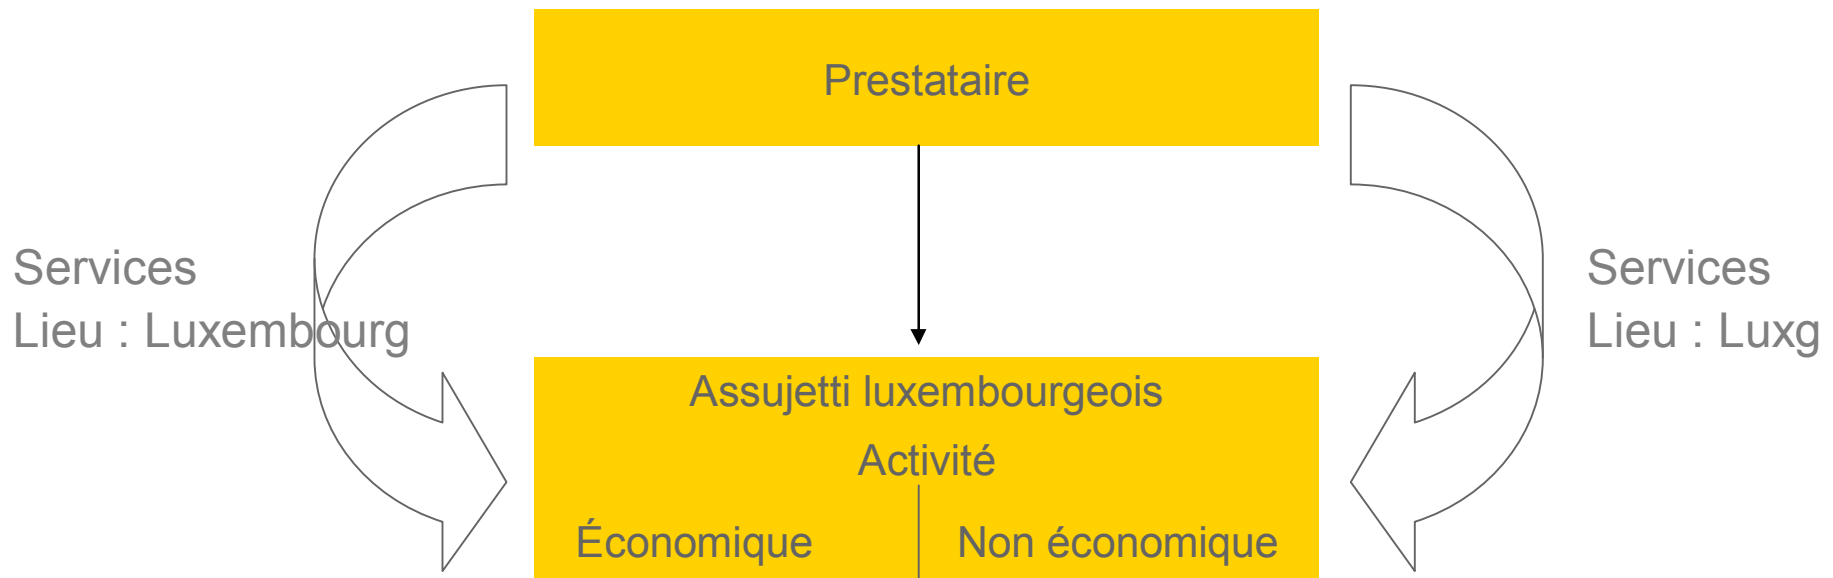 Prestataire
Services
Lieu : Luxembourg
Services
Lieu : Luxg
Assujetti luxembourgeois
Activité
Économique
Non économique